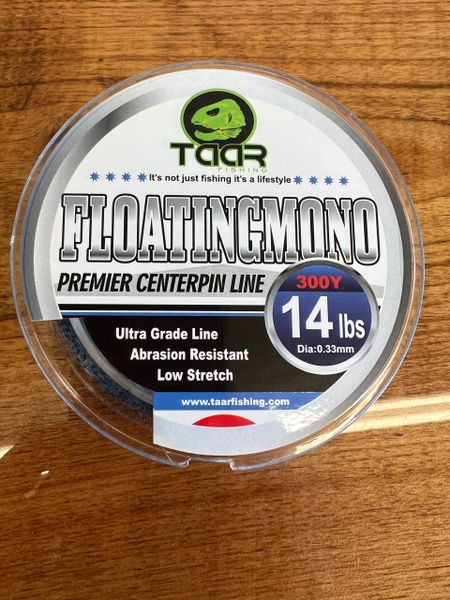 TAAR
FISHING
It's not just fishing it's a lifestyle
FLOATINGMONO
PREMIER CENTERPIN LINE
300Y
14 lbs
Dia:0.33mm
Ultra Grade Line
Abrasion Resistant
Low Stretch
www.taarfishing.com